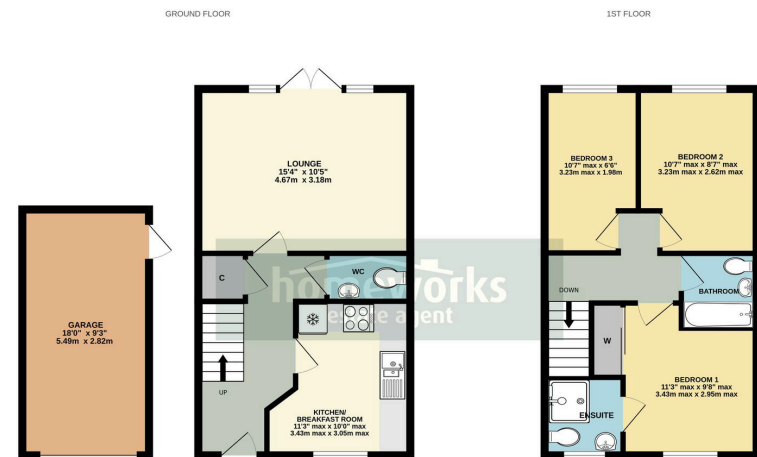 GROUND FLOOR
1ST FLOOR
LOUNGE
15'4" x 10'5"
4.67m x 3.18m
BEDROOM 3
10'7" max x 6'6"
3.23m max x 1.98m
BEDROOM 2
10'7" max x 8'7" max
3.23m max x 2.62m max
C
WC
homeworks
estate agent
DOWN
BATHROOM
GARAGE
18'0" x 9'3"
5.49m x 2.82m
UP
KITCHEN/
BREAKFAST ROOM
11'3" max x 10'0" max
3.43m max x 3.05m max
W
BEDROOM 1
11'3" max x 9'8" max
3.43m max x 2.95m max
ENSUITE